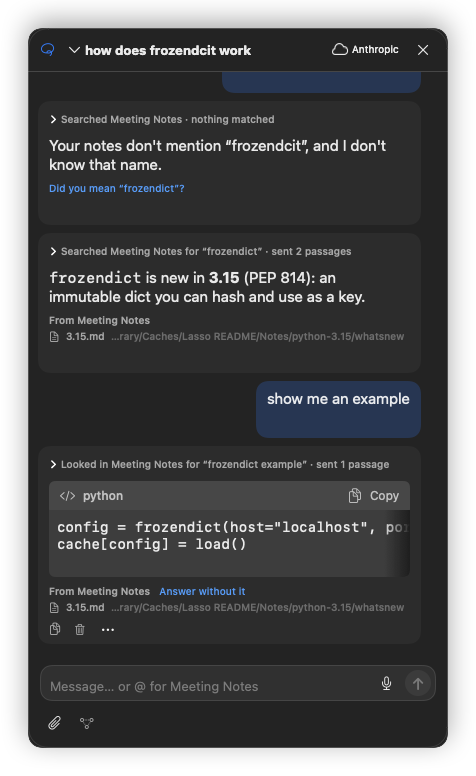 how does frozendcit work
Anthropic
Searched Meeting Notes · nothing matched
Your notes don't mention “frozendcit”, and I don't
know that name.
Did you mean “frozendict”?
Searched Meeting Notes for “frozendict” · sent 2 passages
frozendict is new in 3.15 (PEP 814): an
immutable dict you can hash and use as a key.
From Meeting Notes
3.15.md ...rary/Caches/Lasso README/Notes/python-3.15/whatsnew
show me an example
Looked in Meeting Notes for “frozendict example” · sent 1 passage
</> python Copy
config = frozendict(host="localhost", po
cache[config] = load()
From Meeting Notes Answer without it
3.15.md ...rary/Caches/Lasso README/Notes/python-3.15/whatsnew
Message... or @ for Meeting Notes